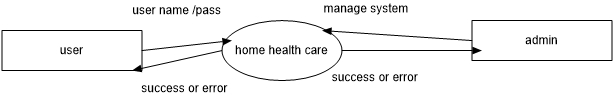 user name /pass
manage system
user
home health care
admin
success or error
success or error